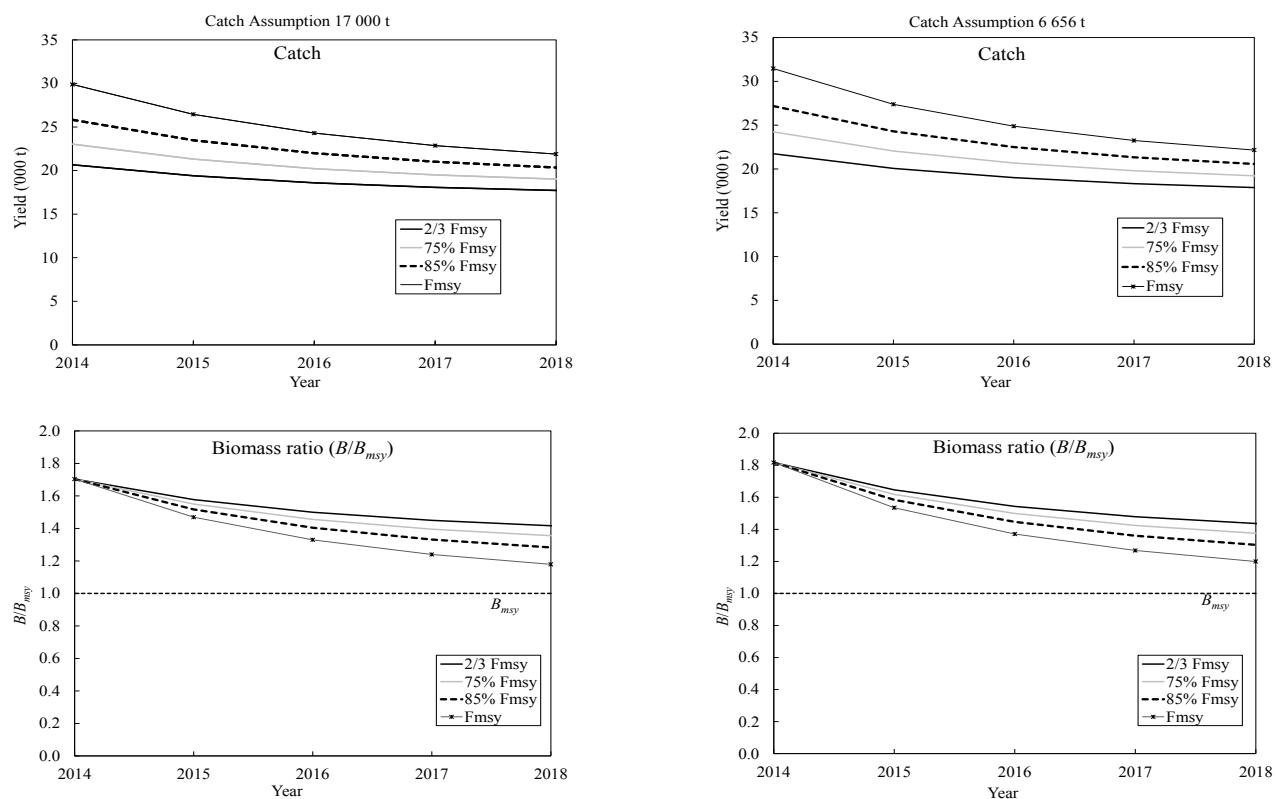 Catch Assumption 17 000 t
Catch
Yield ('000 t)
35
30
25
20
15
10
5
0
2/3 Fmsy
75% Fmsy
85% Fmsy
Fmsy
2014 2015 2016 2017 2018
Year
Catch Assumption 6 656 t
Catch
Yield ('000 t)
35
30
25
20
15
10
5
0
2/3 Fmsy
75% Fmsy
85% Fmsy
Fmsy
2014 2015 2016 2017 2018
Year
Biomass ratio (B/Bmsy)
B/Bmsy
2.0
1.8
1.6
1.4
1.2
1.0
0.8
0.6
0.4
0.2
0.0
Bmsy
2/3 Fmsy
75% Fmsy
85% Fmsy
Fmsy
2014 2015 2016 2017 2018
Year
Biomass ratio (B/Bmsy)
B/Bmsy
2.0
1.8
1.6
1.4
1.2
1.0
0.8
0.6
0.4
0.2
0.0
Bmsy
2/3 Fmsy
75% Fmsy
85% Fmsy
Fmsy
2014 2015 2016 2017 2018
Year